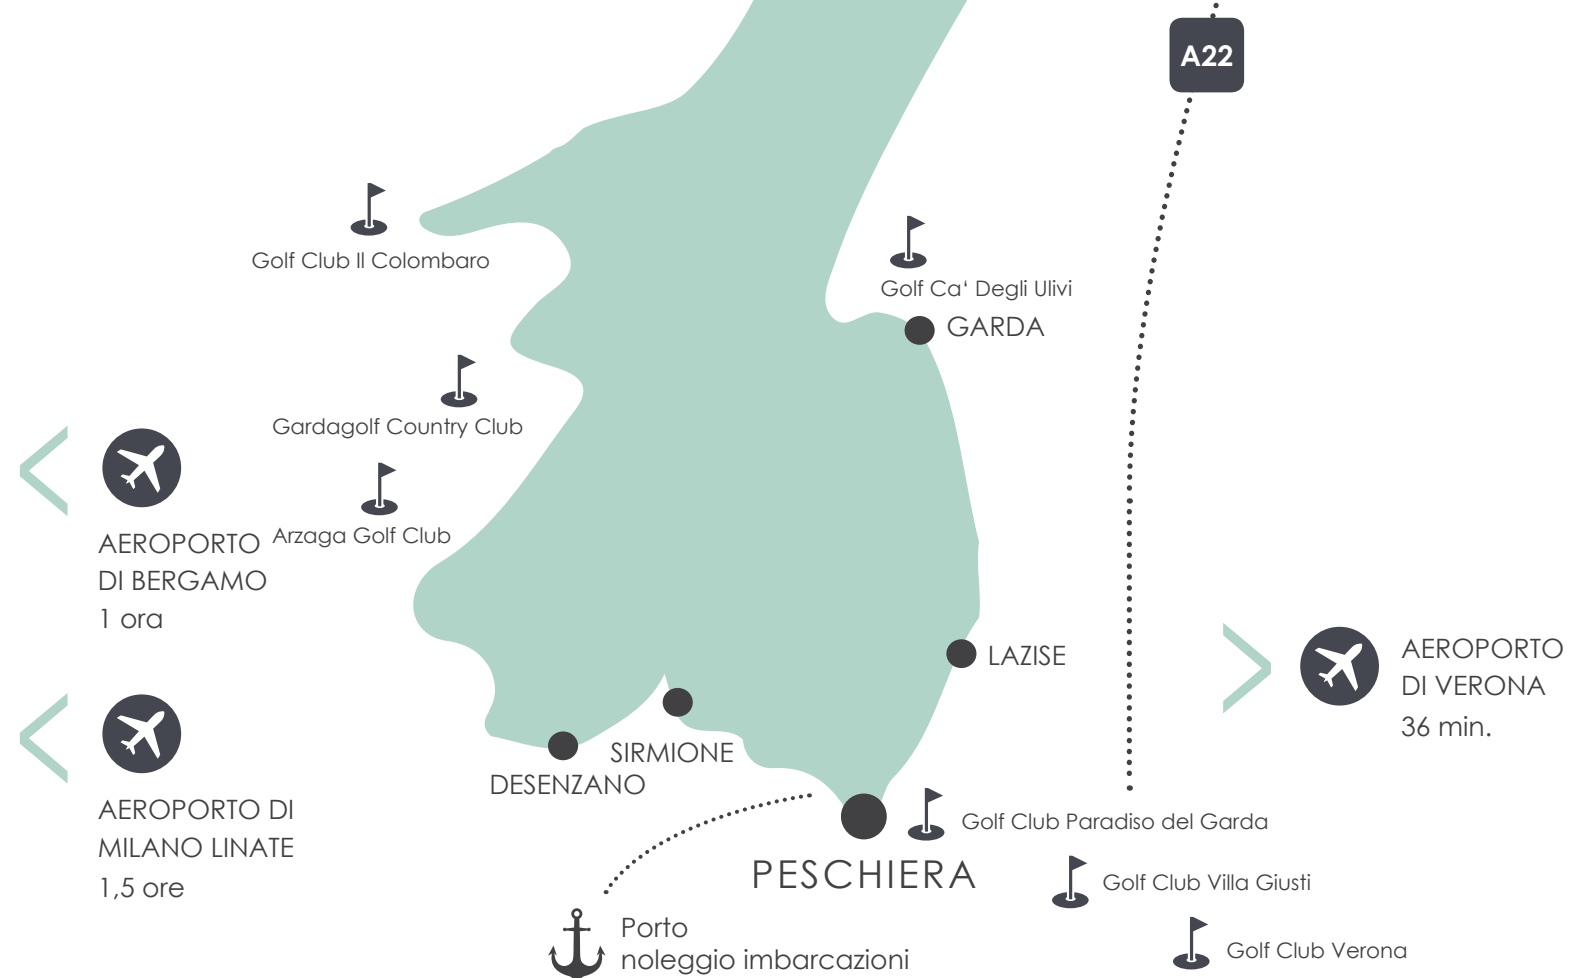 A22
Golf Club Il Colombaro
Golf Ca‘ Degli Ulivi
GARDA
Gardagolf Country Club
Arzaga Golf Club
AEROPORTO
DI BERGAMO
1 ora
LAZISE
AEROPORTO
DI VERONA
36 min.
SIRMIONE
DESENZANO
AEROPORTO DI
MILANO LINATE
1,5 ore
Golf Club Paradiso del Garda
PESCHIERA
Golf Club Villa Giusti
Porto
noleggio imbarcazioni
Golf Club Verona